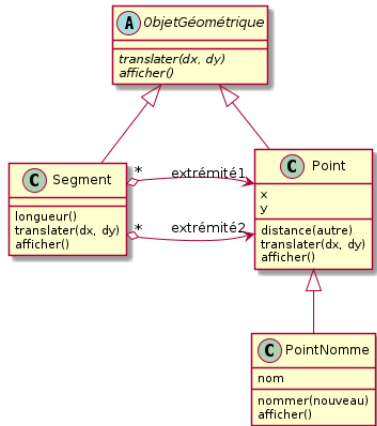 A ObjetGéométrique
translater(dx, dy)
afficher()
C Segment
longueur()
translater(dx, dy)
afficher()
* extrémité1
* extrémité2
C Point
x
y
distance(autre)
translater(dx, dy)
afficher()
C PointNomme
nom
nommer(nouveau)
afficher()